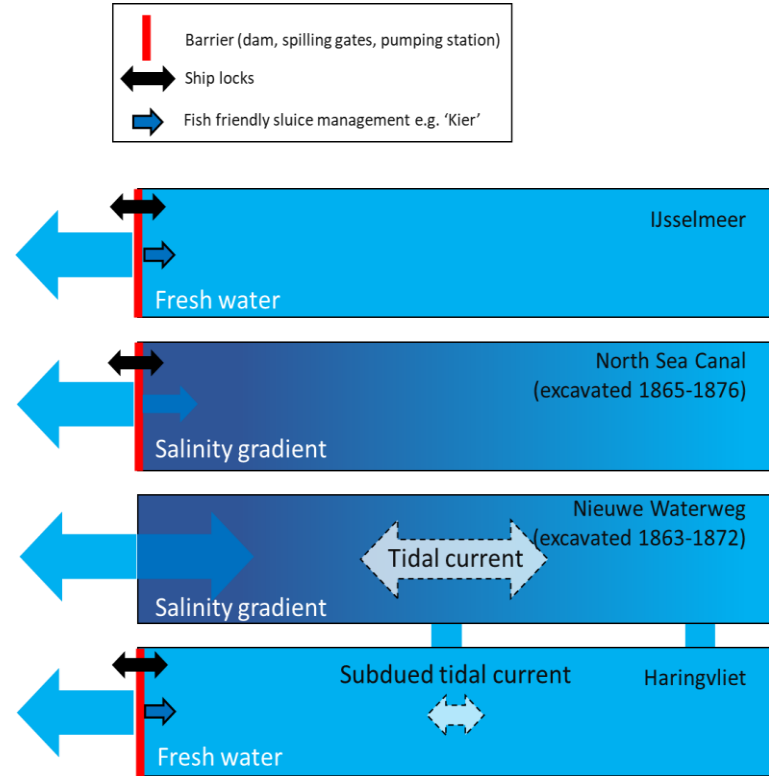 Barrier (dam, spilling gates, pumping station)
Ship locks
Fish friendly sluice management e.g. ‘Kier’
IJsselmeer
Fresh water
North Sea Canal
(excavated 1865-1876)
Salinity gradient
Nieuwe Waterweg
(excavated 1863-1872)
Tidal current
Salinity gradient
Subdued tidal current
Haringvliet
Fresh water